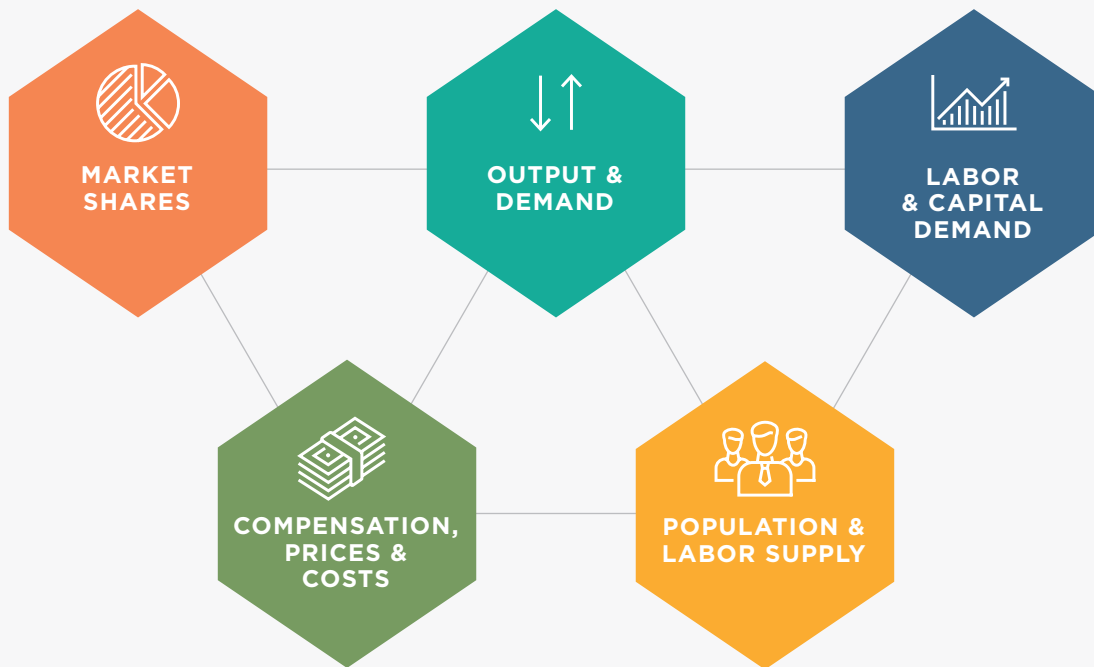 MARKET
SHARES
OUTPUT &
DEMAND
LABOR
& CAPITAL
DEMAND
COMPENSATION,
PRICES &
COSTS
POPULATION &
LABOR SUPPLY